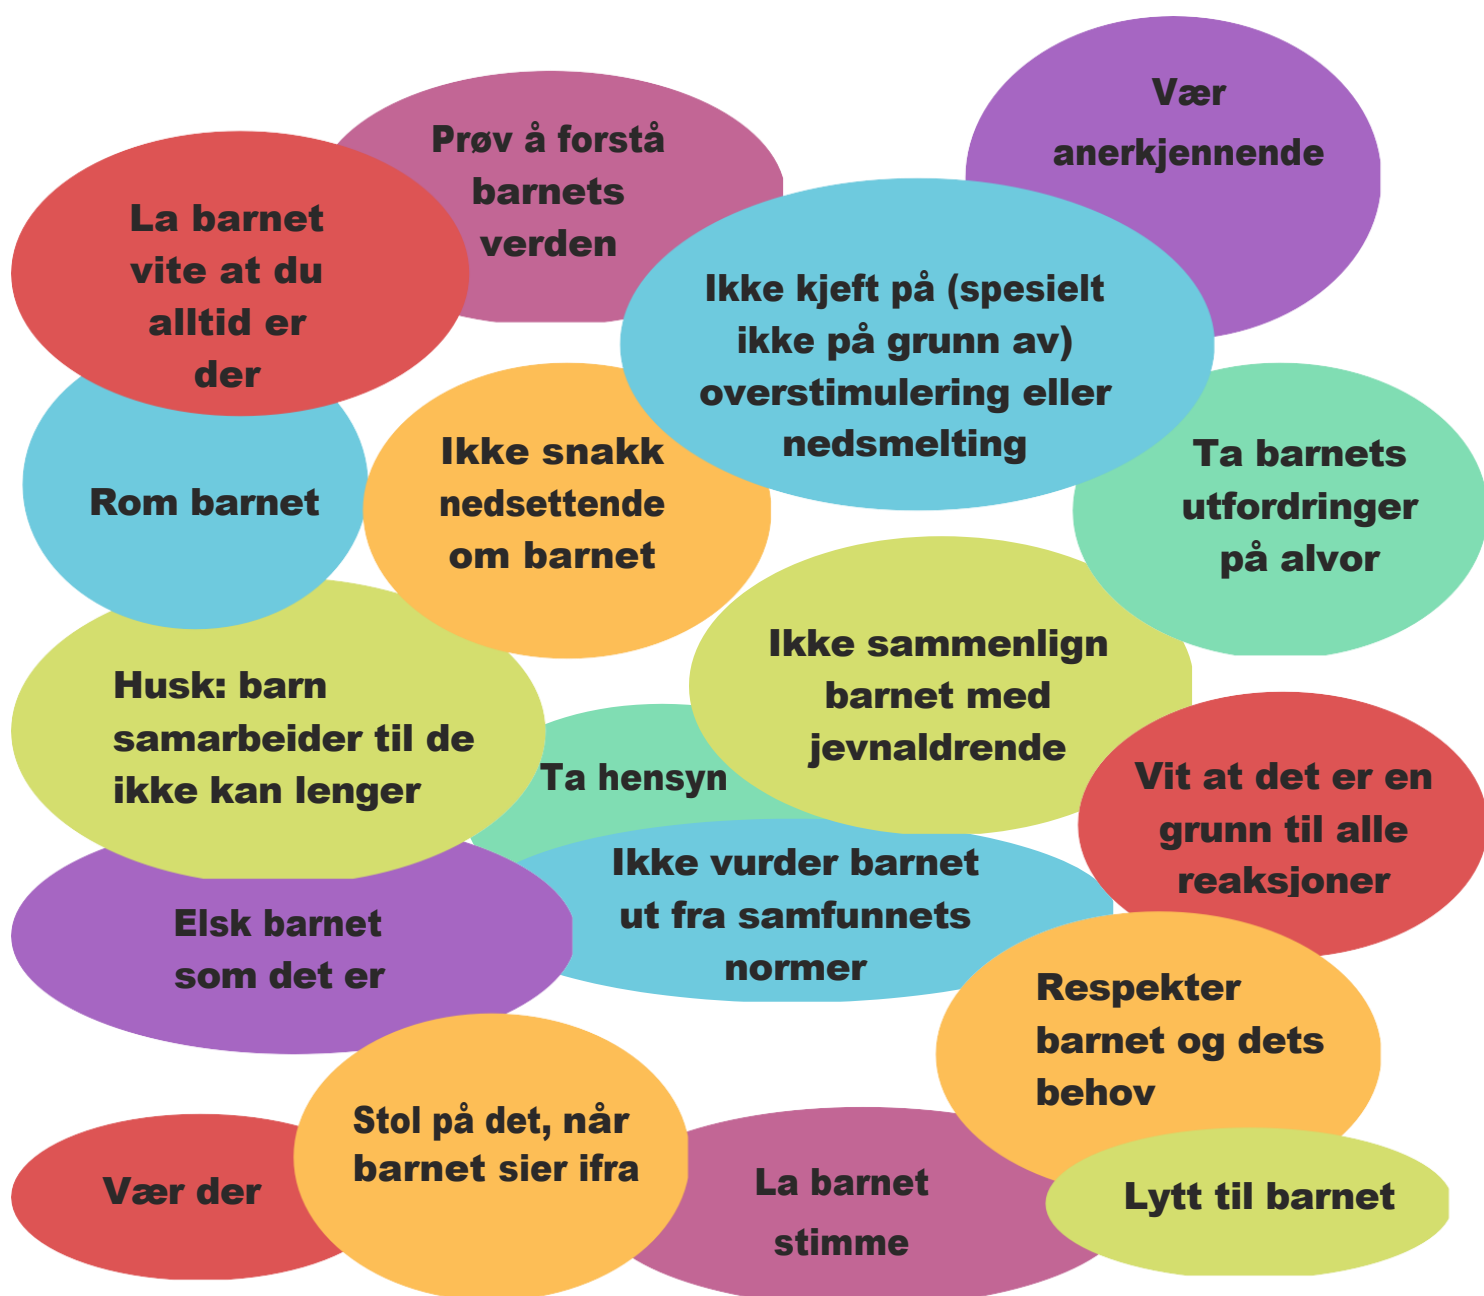 Vær
anerkjennende
Prøv å forstå
barnets
verden
La barnet
vite at du
alltid er
der
Ikke kjeft på (spesielt
ikke på grunn av)
overstimulering eller
nedsmelting
Rom barnet
Ikke snakk
nedsettende
om barnet
Ta barnets
utfordringer
på alvor
Husk: barn
samarbeider til de
ikke kan lenger
Ta hensyn
Ikke sammenlign
barnet med
jevnaldrende
Vit at det er en
grunn til alle
reaksjoner
Elsk barnet
som det er
Ikke vurder barnet
ut fra samfunnets
normer
Respekter
barnet og dets
behov
Vær der
Stol på det, når
barnet sier ifra
La barnet
stimme
Lytt til barnet